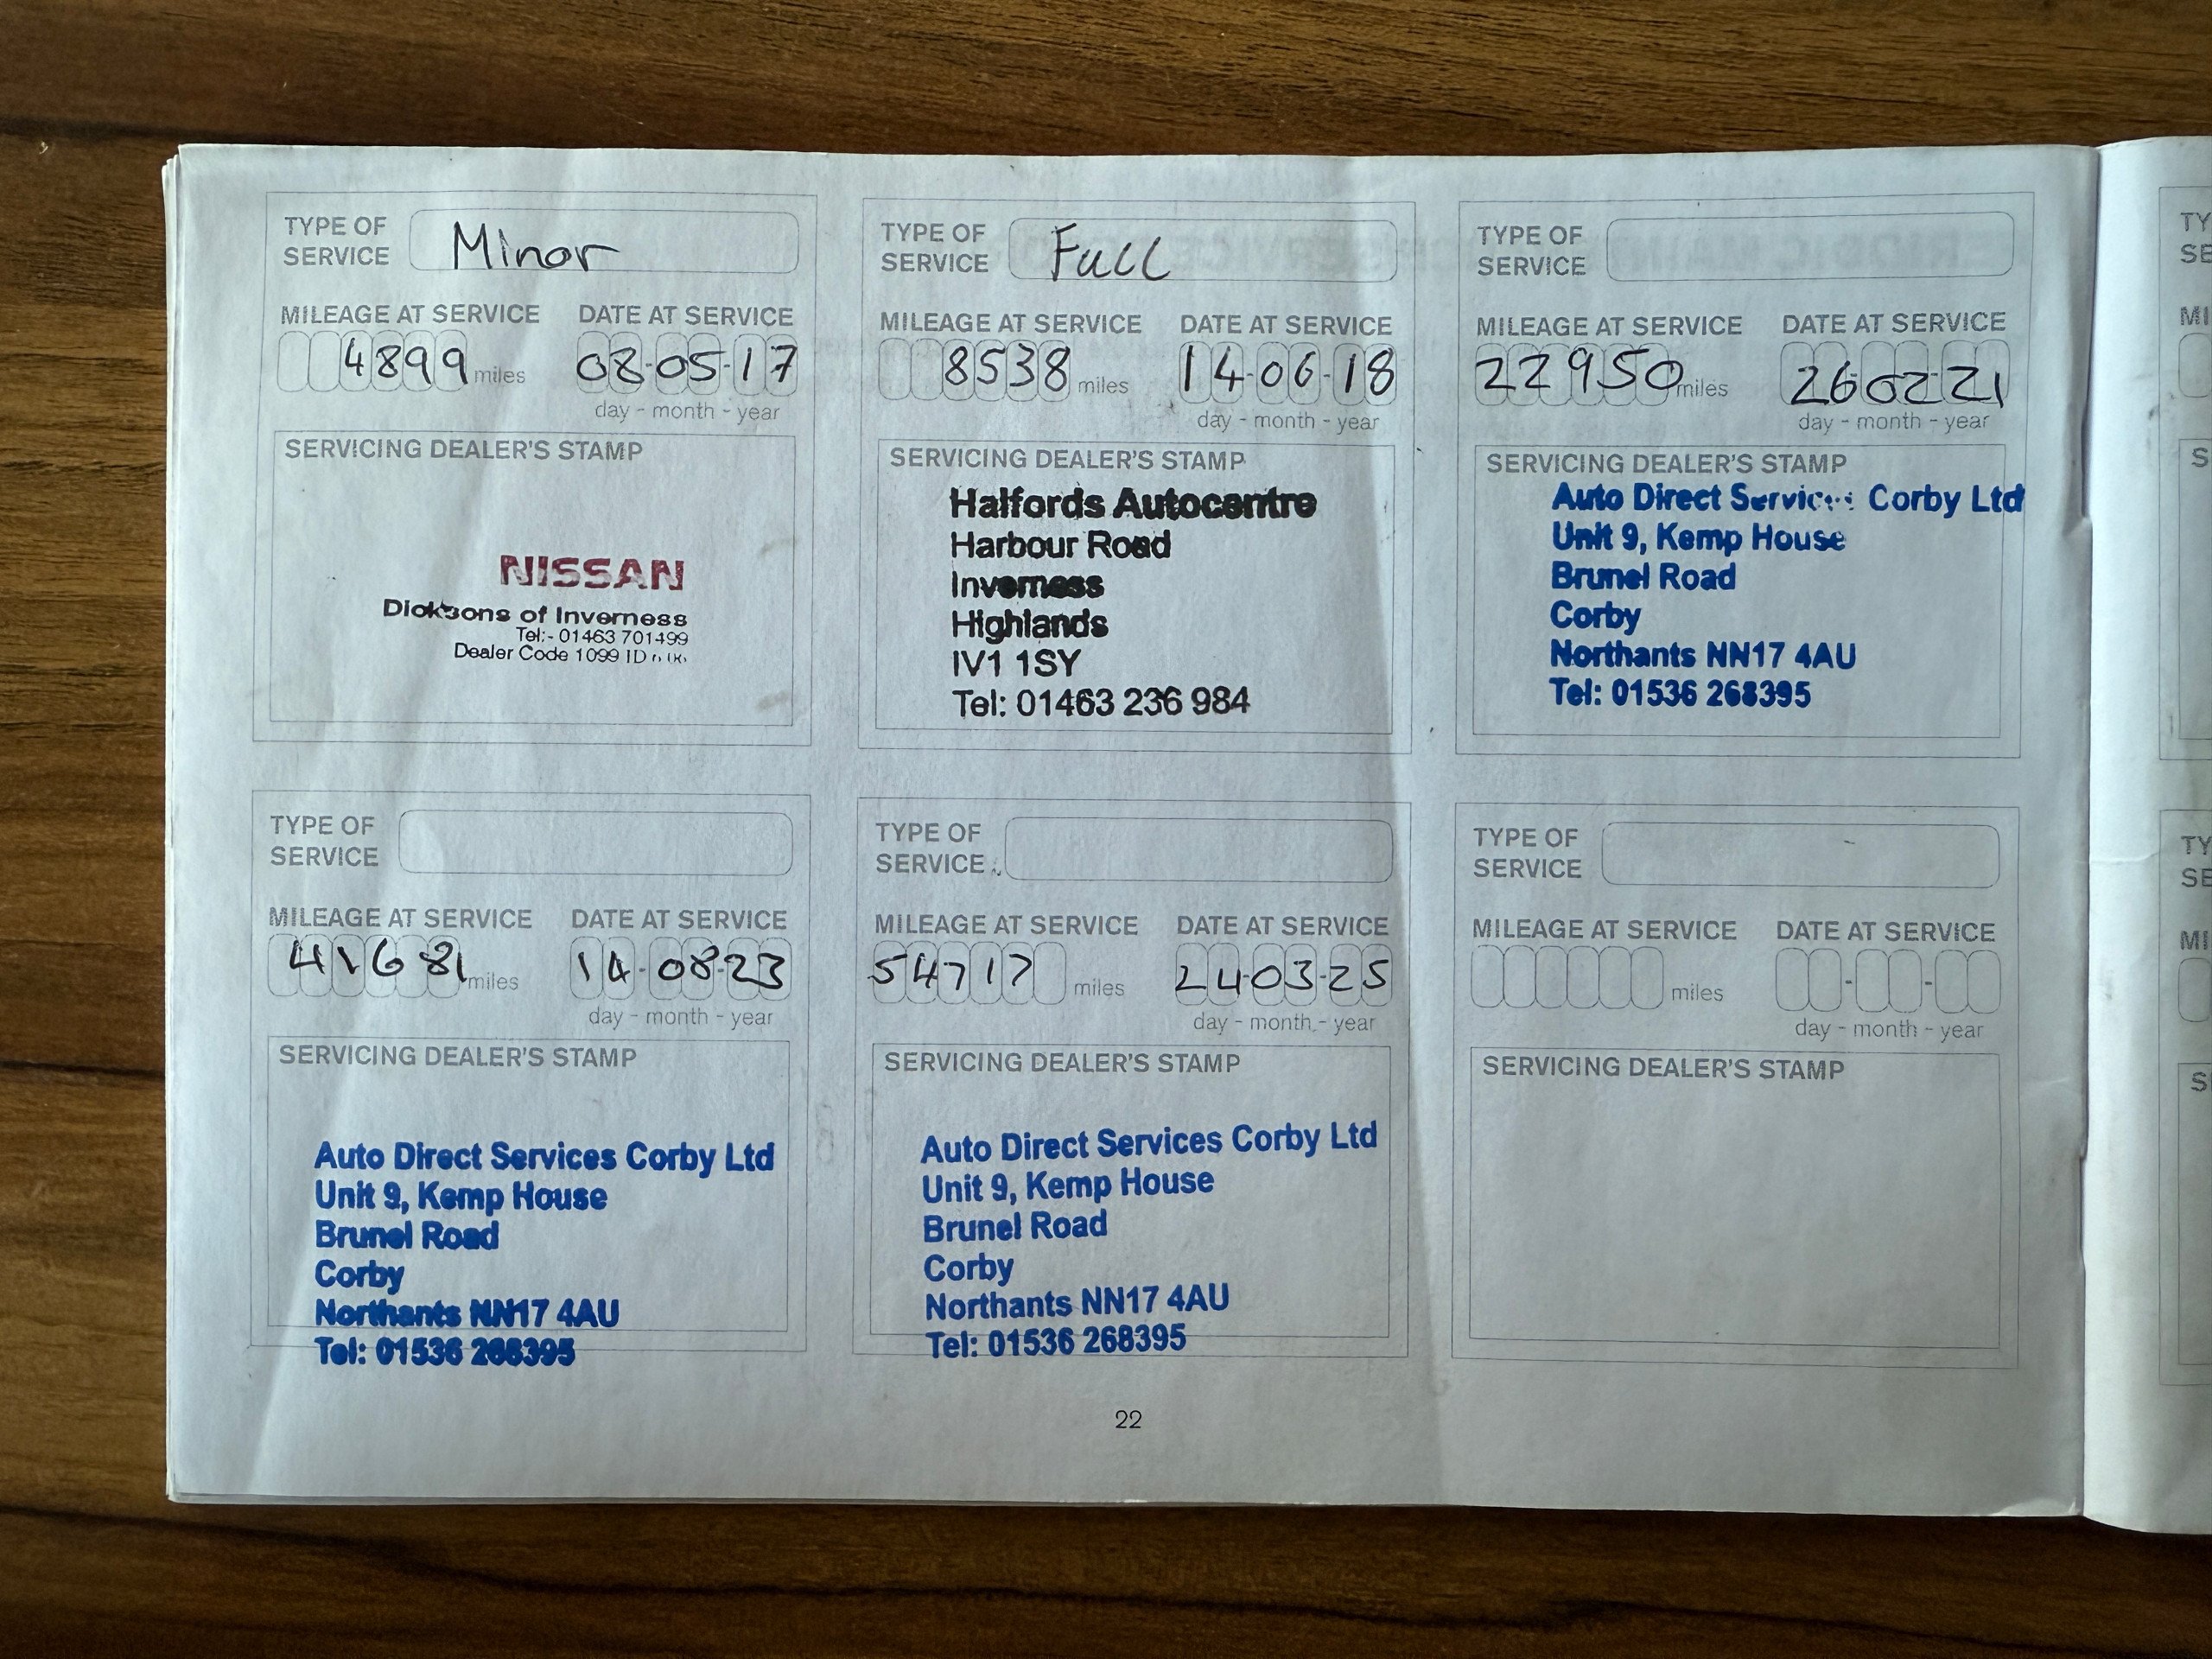 TYPE OF
SERVICE
Minor
MILEAGE AT SERVICE
4899 miles
DATE AT SERVICE
08-05-17
day - month - year
SERVICING DEALER'S STAMP
NISSAN
Dicksons of Inverness
Tel:- 01463 701499
Dealer Code 1099 ID
TYPE OF
SERVICE
Full
MILEAGE AT SERVICE
8538 miles
DATE AT SERVICE
14-06-18
day - month - year
SERVICING DEALER'S STAMP
Halfords Autocentre
Harbour Road
Inverness
Highlands
IV1 1SY
Tel: 01463 236 984
TYPE OF
SERVICE
MILEAGE AT SERVICE
22950 miles
DATE AT SERVICE
26-02-21
day - month - year
SERVICING DEALER'S STAMP
Auto Direct Services Corby Ltd
Unit 9, Kemp House
Brunel Road
Corby
Northants NN17 4AU
Tel: 01536 268395
TYPE OF
SERVICE
MILEAGE AT SERVICE
41681 miles
DATE AT SERVICE
14-08-23
day - month - year
SERVICING DEALER'S STAMP
Auto Direct Services Corby Ltd
Unit 9, Kemp House
Brunel Road
Corby
Northants NN17 4AU
Tel: 01536 268395
TYPE OF
SERVICE
MILEAGE AT SERVICE
54717 miles
DATE AT SERVICE
24-03-25
day - month - year
SERVICING DEALER'S STAMP
Auto Direct Services Corby Ltd
Unit 9, Kemp House
Brunel Road
Corby
Northants NN17 4AU
Tel: 01536 268395
TYPE OF
SERVICE
MILEAGE AT SERVICE
miles
DATE AT SERVICE
day - month - year
SERVICING DEALER'S STAMP
22